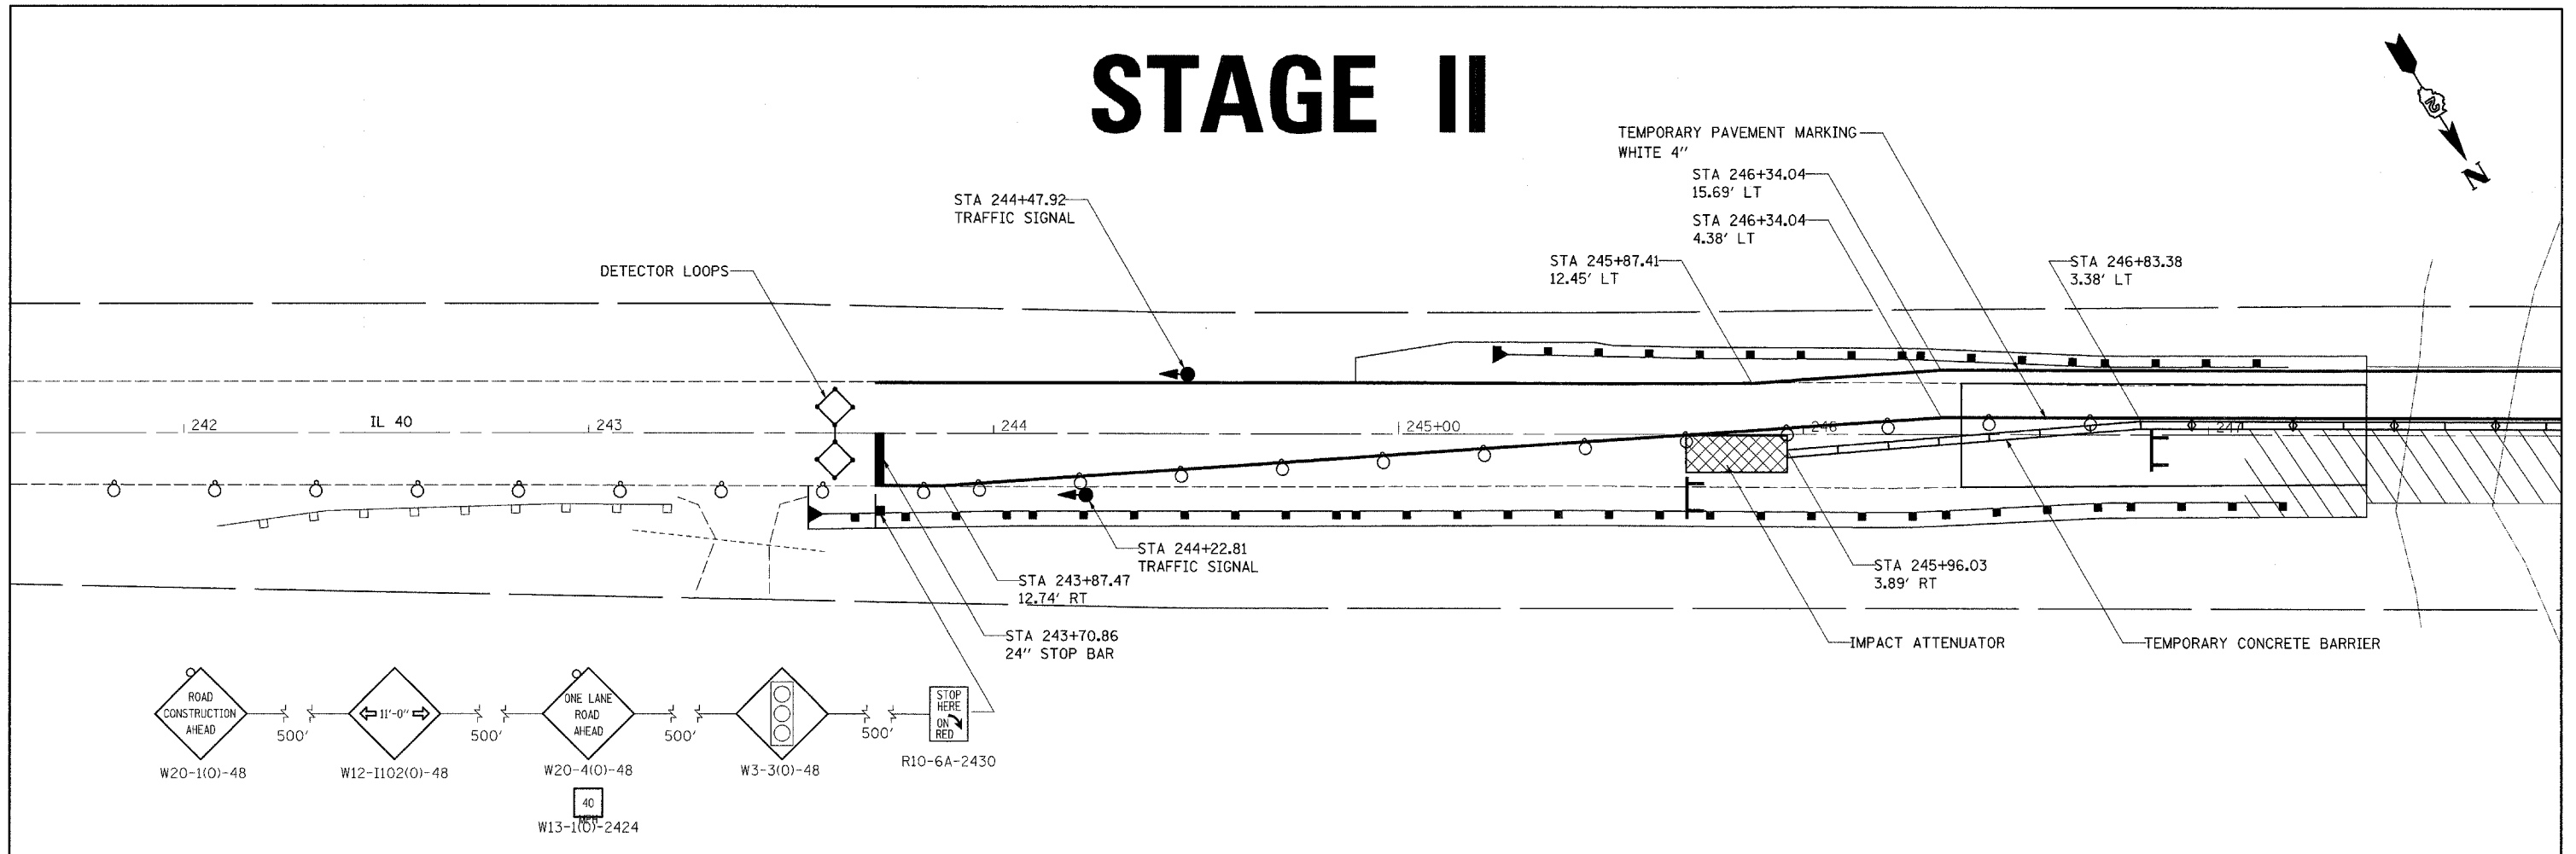 STAGE II
N
TEMPORARY PAVEMENT MARKING
WHITE 4"
STA 246+34.04
15.69' LT
STA 244+47.92
TRAFFIC SIGNAL
STA 246+34.04
4.38' LT
DETECTOR LOOPS
STA 245+87.41
12.45' LT
STA 246+83.38
3.38' LT
242
IL 40
243
244
245+00
246
247
STA 244+22.81
TRAFFIC SIGNAL
STA 245+96.03
3.89' RT
STA 243+87.47
12.74' RT
STA 243+70.86
24" STOP BAR
IMPACT ATTENUATOR
TEMPORARY CONCRETE BARRIER
ROAD
CONSTRUCTION
AHEAD
500'
11'-0"
500'
ONE LANE
ROAD
AHEAD
500'
500'
STOP
HERE
ON
RED
W20-1(O)-48
W12-I102(O)-48
W20-4(O)-48
W3-3(O)-48
R10-6A-2430
40
MPH
W13-1(O)-2424